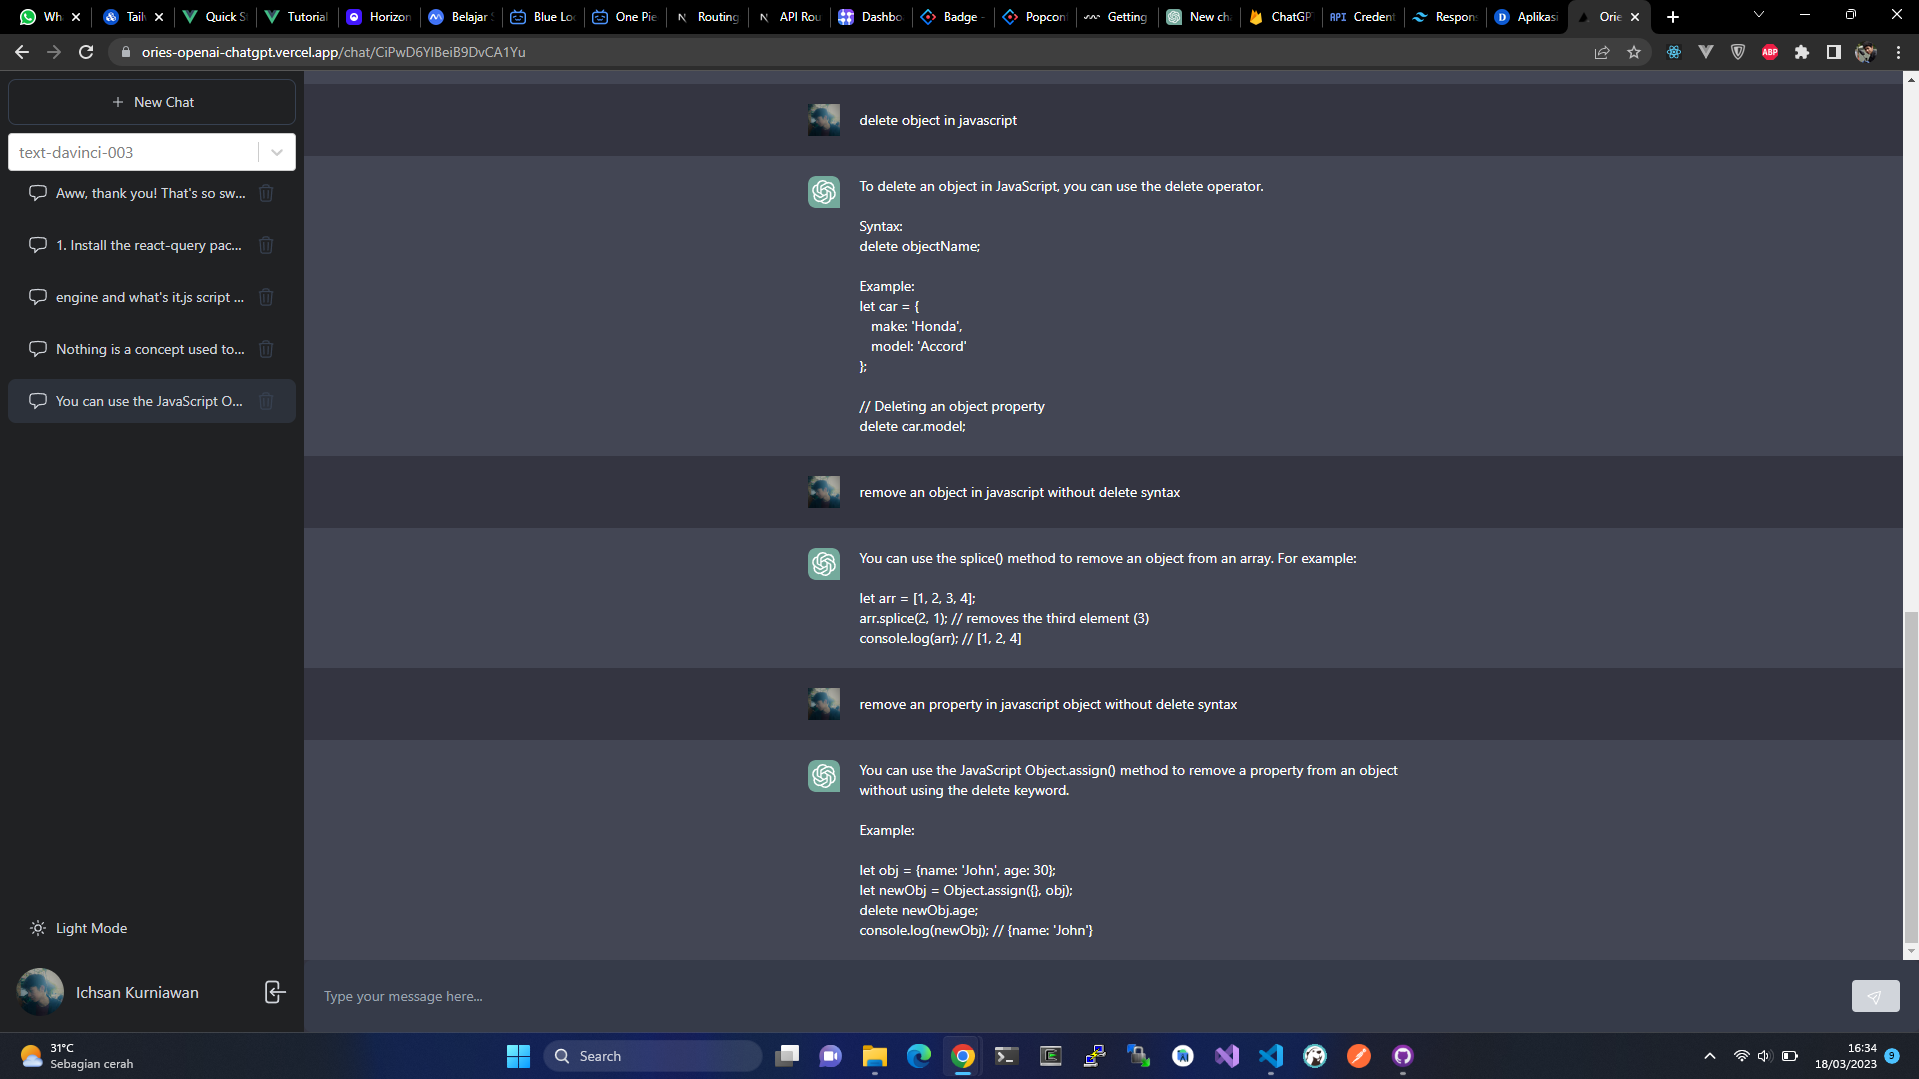 Wh
Tail
Quick S
Tutorial
Horizon
Belajar
Blue Lo
One Pie
Routing
API Rou
Dashbo
Badge -
Popconf
Getting
New ch
ChatGP
API Creden
Respon
Aplikasi
Orie
ories-openai-chatgpt.vercel.app/chat/CiPwD6YlBeiB9DvCA1Yu
ABP
New Chat
text-davinci-003
Aww, thank you! That's so sw...
1. Install the react-query pac...
engine and what's it.js script ...
Nothing is a concept used to...
You can use the JavaScript O...
Light Mode
Ichsan Kurniawan
delete object in javascript
To delete an object in JavaScript, you can use the delete operator.
Syntax:
delete objectName;
Example:
let car = {
make: 'Honda',
model: 'Accord'
};
// Deleting an object property
delete car.model;
remove an object in javascript without delete syntax
You can use the splice() method to remove an object from an array. For example:
let arr = [1, 2, 3, 4];
arr.splice(2, 1); // removes the third element (3)
console.log(arr); // [1, 2, 4]
remove an property in javascript object without delete syntax
You can use the JavaScript Object.assign() method to remove a property from an object
without using the delete keyword.
Example:
let obj = {name: 'John', age: 30};
let newObj = Object.assign({}, obj);
delete newObj.age;
console.log(newObj); // {name: 'John'}
Type your message here...
31°C
Sebagian cerah
Search
16:34
18/03/2023
9